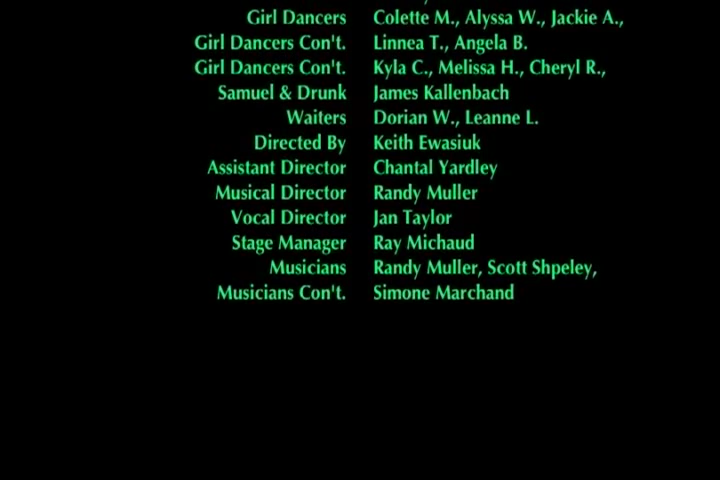 Girl Dancers Colette M., Alyssa W., Jackie A.,
Girl Dancers Con't. Linnea T., Angela B.
Girl Dancers Con't. Kyla C., Melissa H., Cheryl R.,
Samuel & Drunk James Kallenbach
Waiters Dorian W., Leanne L.
Directed By Keith Ewasiuk
Assistant Director Chantal Yardley
Musical Director Randy Muller
Vocal Director Jan Taylor
Stage Manager Ray Michaud
Musicians Randy Muller, Scott Shpeley,
Musicians Con't. Simone Marchand